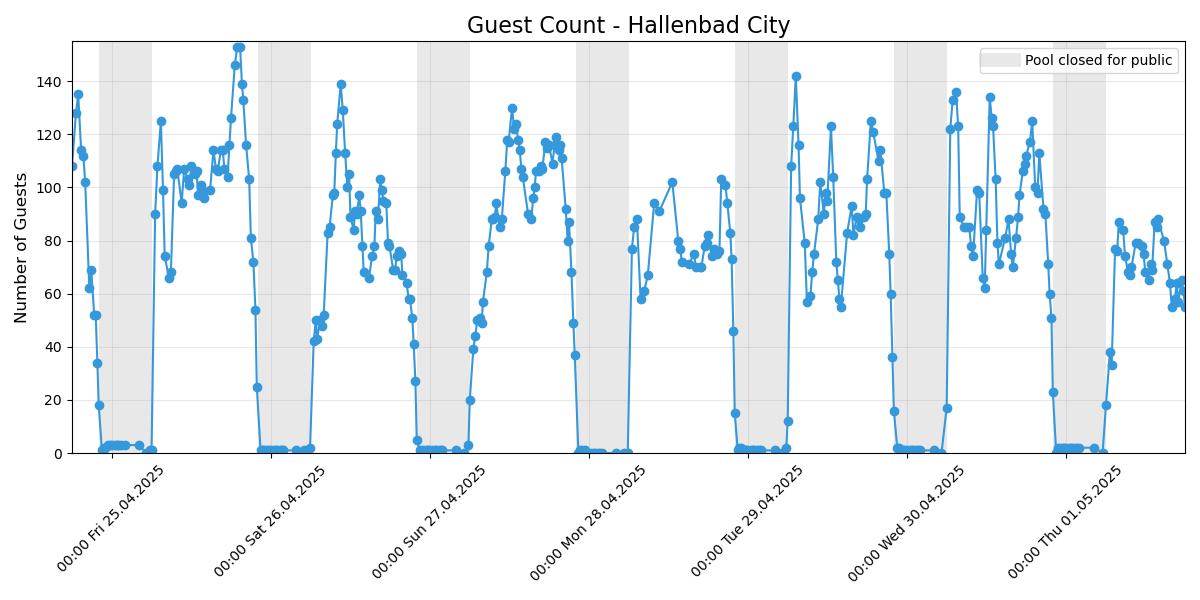 Guest Count - Hallenbad City
Pool closed for public
Number of Guests
140
120
100
80
60
40
20
0
00:00 Fri 25.04.2025
00:00 Sat 26.04.2025
00:00 Sun 27.04.2025
00:00 Mon 28.04.2025
00:00 Tue 29.04.2025
00:00 Wed 30.04.2025
00:00 Thu 01.05.2025